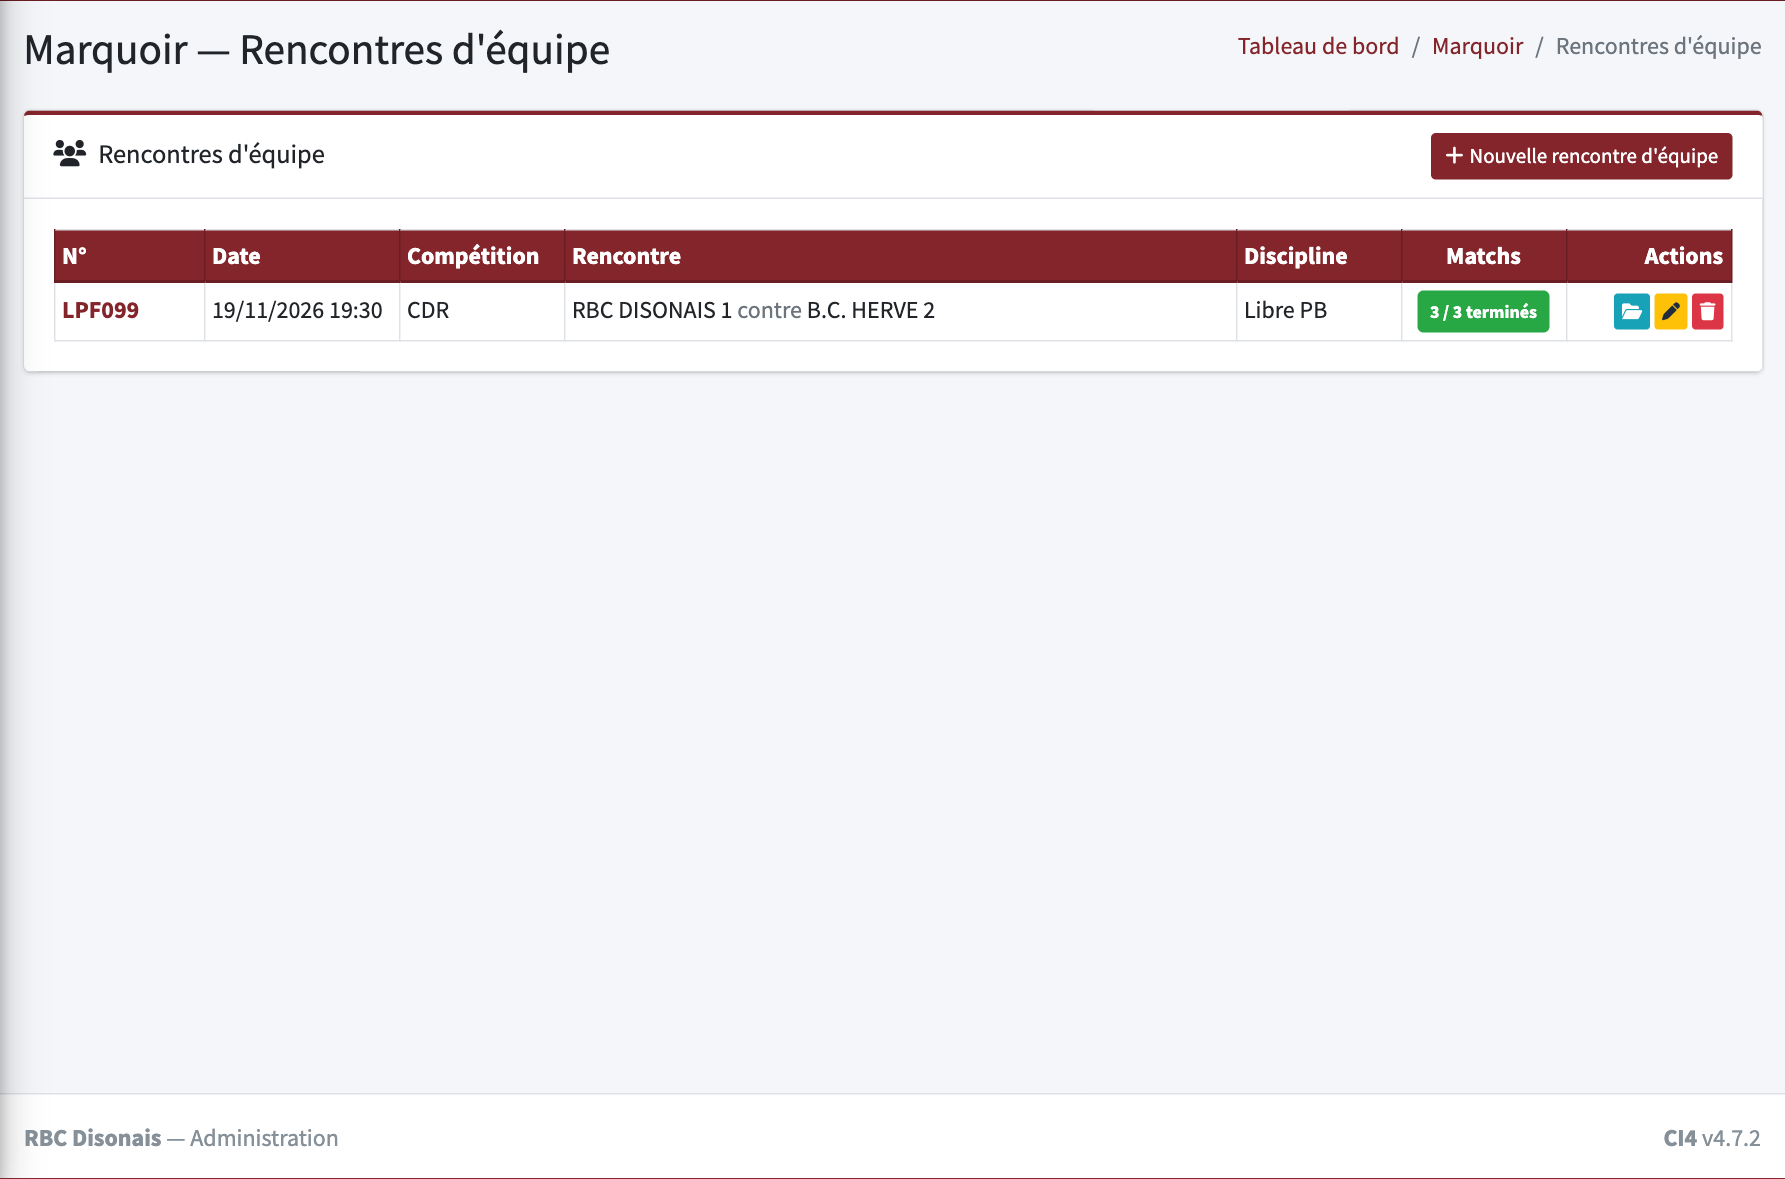 Marquoir — Rencontres d'équipe
Tableau de bord / Marquoir / Rencontres d'équipe
Rencontres d'équipe
+ Nouvelle rencontre d'équipe
N° Date Compétition Rencontre Discipline Matchs Actions
LPF099 19/11/2026 19:30 CDR RBC DISONAIS 1 contre B.C. HERVE 2 Libre PB 3 / 3 terminés
RBC Disonais — Administration
CI4 v4.7.2